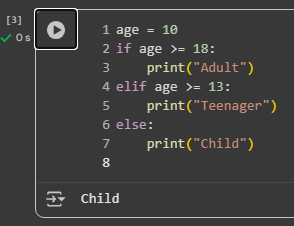 [3]
0s
1 age = 10
2 if age >= 18:
3     print("Adult")
4 elif age >= 13:
5     print("Teenager")
6 else:
7     print("Child")
8
Child